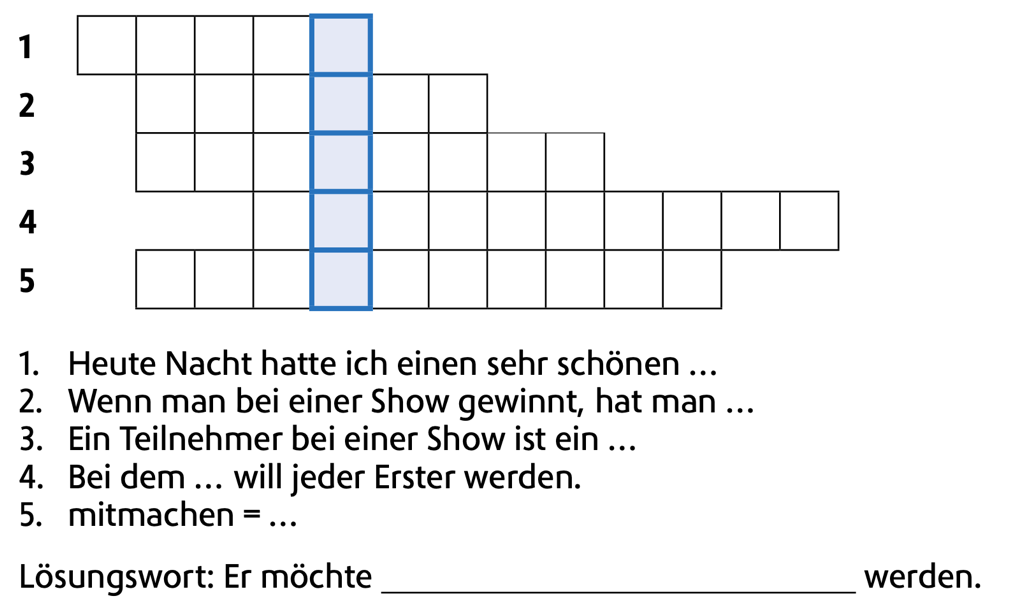 1
2
3
4
5
1. Heute Nacht hatte ich einen sehr schönen …
2. Wenn man bei einer Show gewinnt, hat man …
3. Ein Teilnehmer bei einer Show ist ein …
4. Bei dem … will jeder Erster werden.
5. mitmachen = …
Lösungswort: Er möchte ______________________ werden.